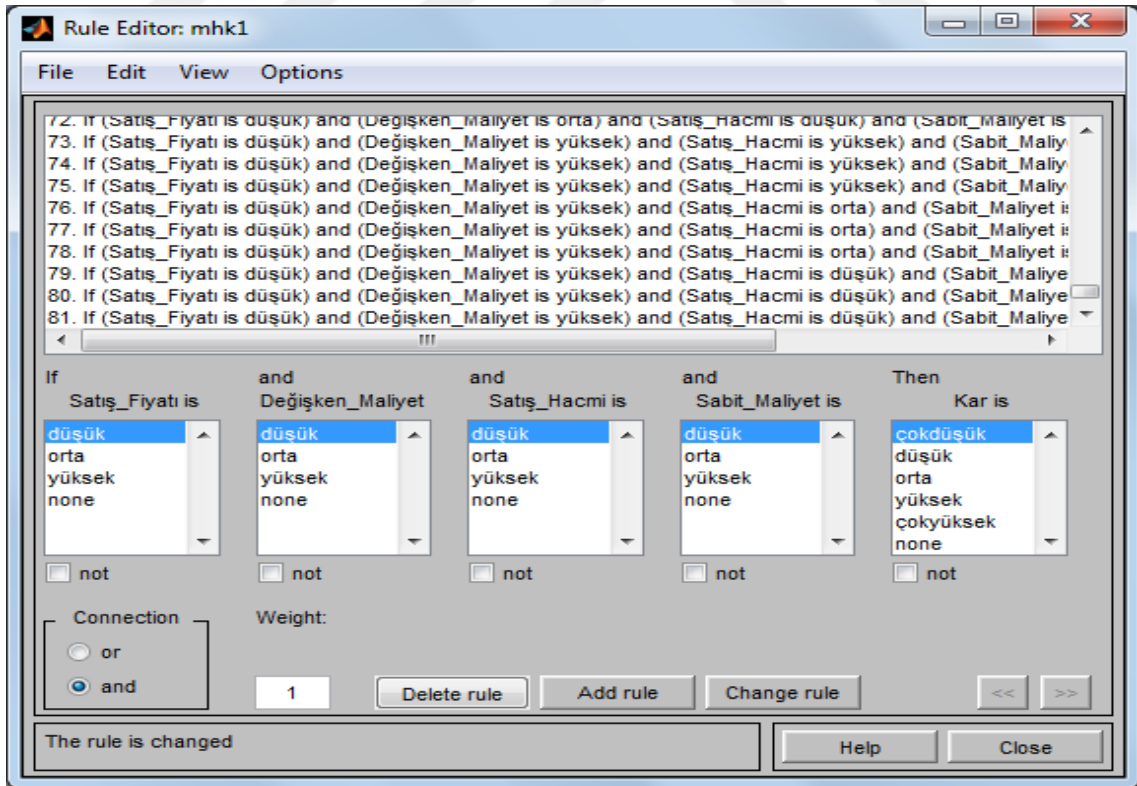 Rule Editor: mhk1
File Edit View Options
72. If (Satış_Fiyatı is düşük) and (Değişken_Maliyet is orta) and (Satış_Hacmi is düşük) and (Sabit_Maliyet is
73. If (Satış_Fiyatı is düşük) and (Değişken_Maliyet is yüksek) and (Satış_Hacmi is yüksek) and (Sabit_Maliy
74. If (Satış_Fiyatı is düşük) and (Değişken_Maliyet is yüksek) and (Satış_Hacmi is yüksek) and (Sabit_Maliy
75. If (Satış_Fiyatı is düşük) and (Değişken_Maliyet is yüksek) and (Satış_Hacmi is yüksek) and (Sabit_Maliy
76. If (Satış_Fiyatı is düşük) and (Değişken_Maliyet is yüksek) and (Satış_Hacmi is orta) and (Sabit_Maliyet is
77. If (Satış_Fiyatı is düşük) and (Değişken_Maliyet is yüksek) and (Satış_Hacmi is orta) and (Sabit_Maliyet is
78. If (Satış_Fiyatı is düşük) and (Değişken_Maliyet is yüksek) and (Satış_Hacmi is orta) and (Sabit_Maliyet is
79. If (Satış_Fiyatı is düşük) and (Değişken_Maliyet is yüksek) and (Satış_Hacmi is düşük) and (Sabit_Maliye
80. If (Satış_Fiyatı is düşük) and (Değişken_Maliyet is yüksek) and (Satış_Hacmi is düşük) and (Sabit_Maliye
81. If (Satış_Fiyatı is düşük) and (Değişken_Maliyet is yüksek) and (Satış_Hacmi is düşük) and (Sabit_Maliye
If and and and Then
Satış_Fiyatı is Değişken_Maliyet Satış_Hacmi is Sabit_Maliyet is Kar is
düşük düşük düşük düşük çokdüşük
orta orta orta orta düşük
yüksek yüksek yüksek yüksek orta
none none none none yüksek
çokyüksek
none
not not not not not
Connection Weight:
or
and 1 Delete rule Add rule Change rule << >>
The rule is changed Help Close